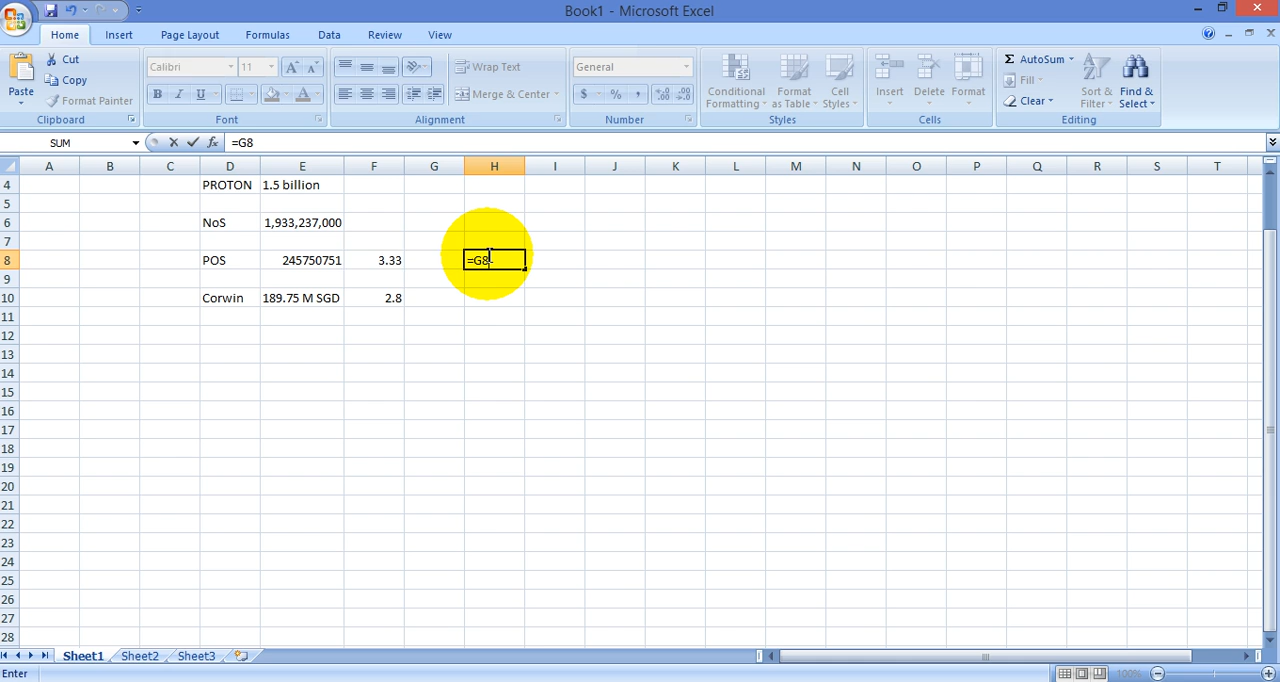 Book1 - Microsoft Excel
Home Insert Page Layout Formulas Data Review View
Paste
Cut
Copy
Format Painter
Clipboard
Calibri 11
B I U
Font
Wrap Text
Merge & Center
Alignment
General
$ % ,
Number
Conditional Formatting
Format as Table
Cell Styles
Styles
Insert Delete Format
Cells
Σ AutoSum
Fill
Clear
Sort & Filter
Find & Select
Editing
SUM fx =G8
A B C D E F G H I J K L M N O P Q R S T
4 PROTON 1.5 billion
5
6 NoS 1,933,237,000
7
8 POS 245750751 3.33 =G8
9
10 Corwin 189.75 M SGD 2.8
11
12
13
14
15
16
17
18
19
20
21
22
23
24
25
26
27
28
Sheet1 Sheet2 Sheet3
Enter 100%